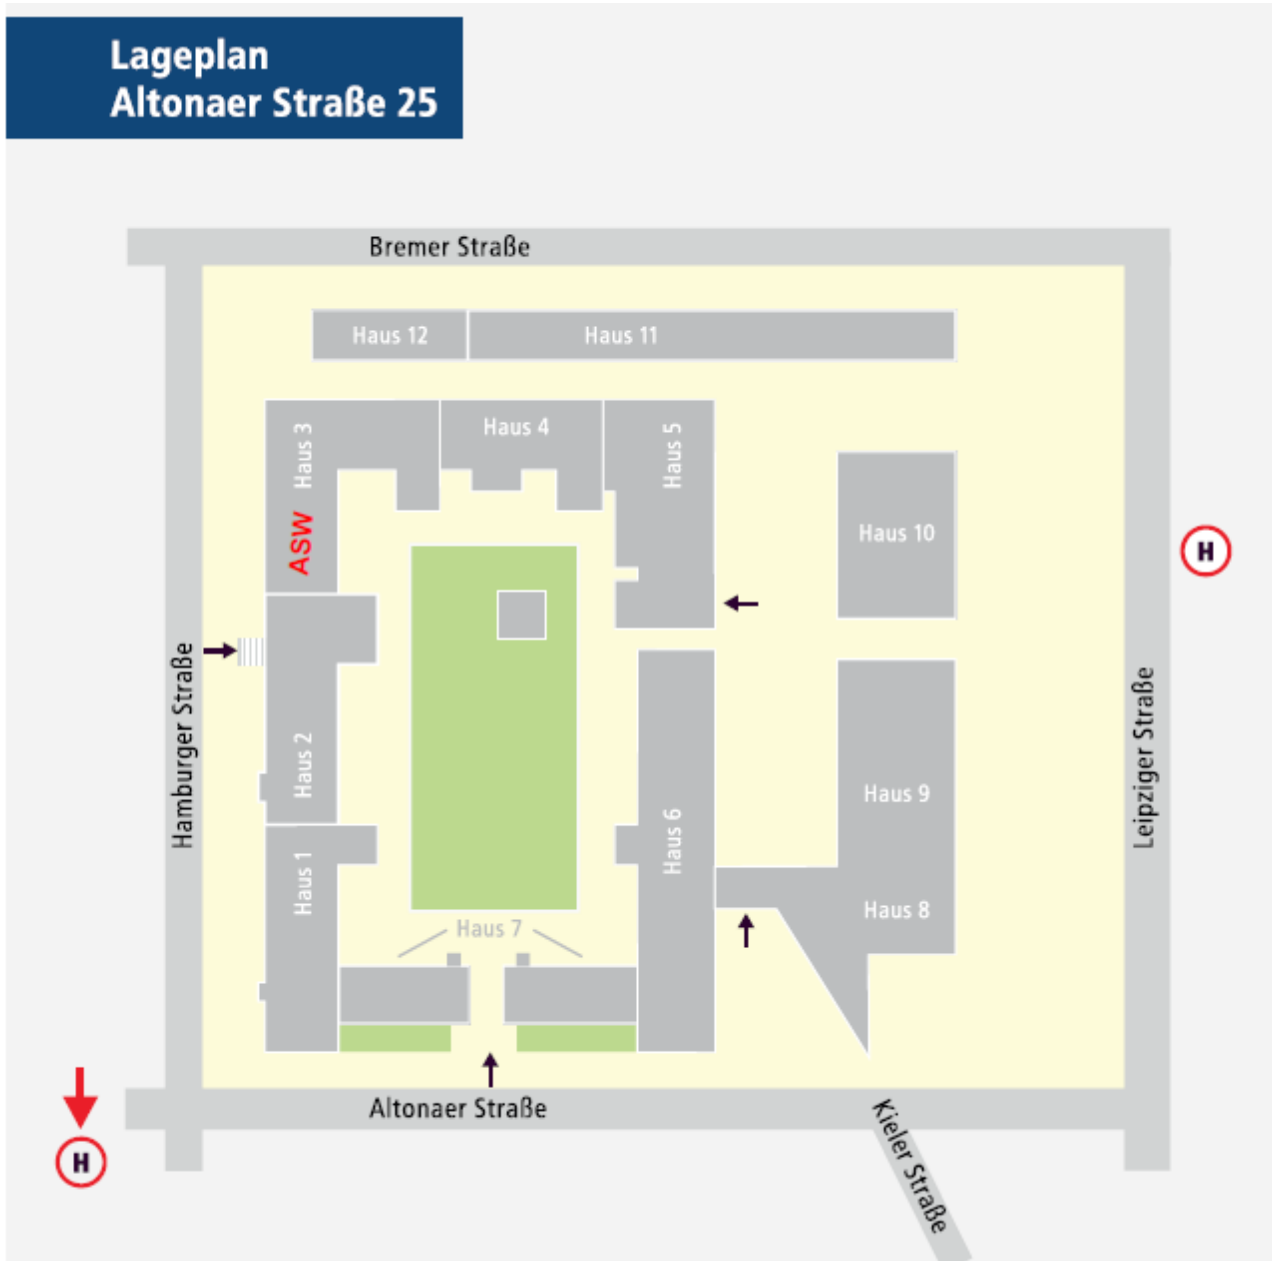 Lageplan
Altonaer Straße 25
Bremer Straße
Haus 12
Haus 11
Haus 3
Haus 4
Haus 5
ASW
Haus 10
H
Hamburger Straße
Haus 2
Leipziger Straße
Haus 9
Haus 6
Haus 1
Haus 8
Haus 7
Altonaer Straße
H
Kieler Straße